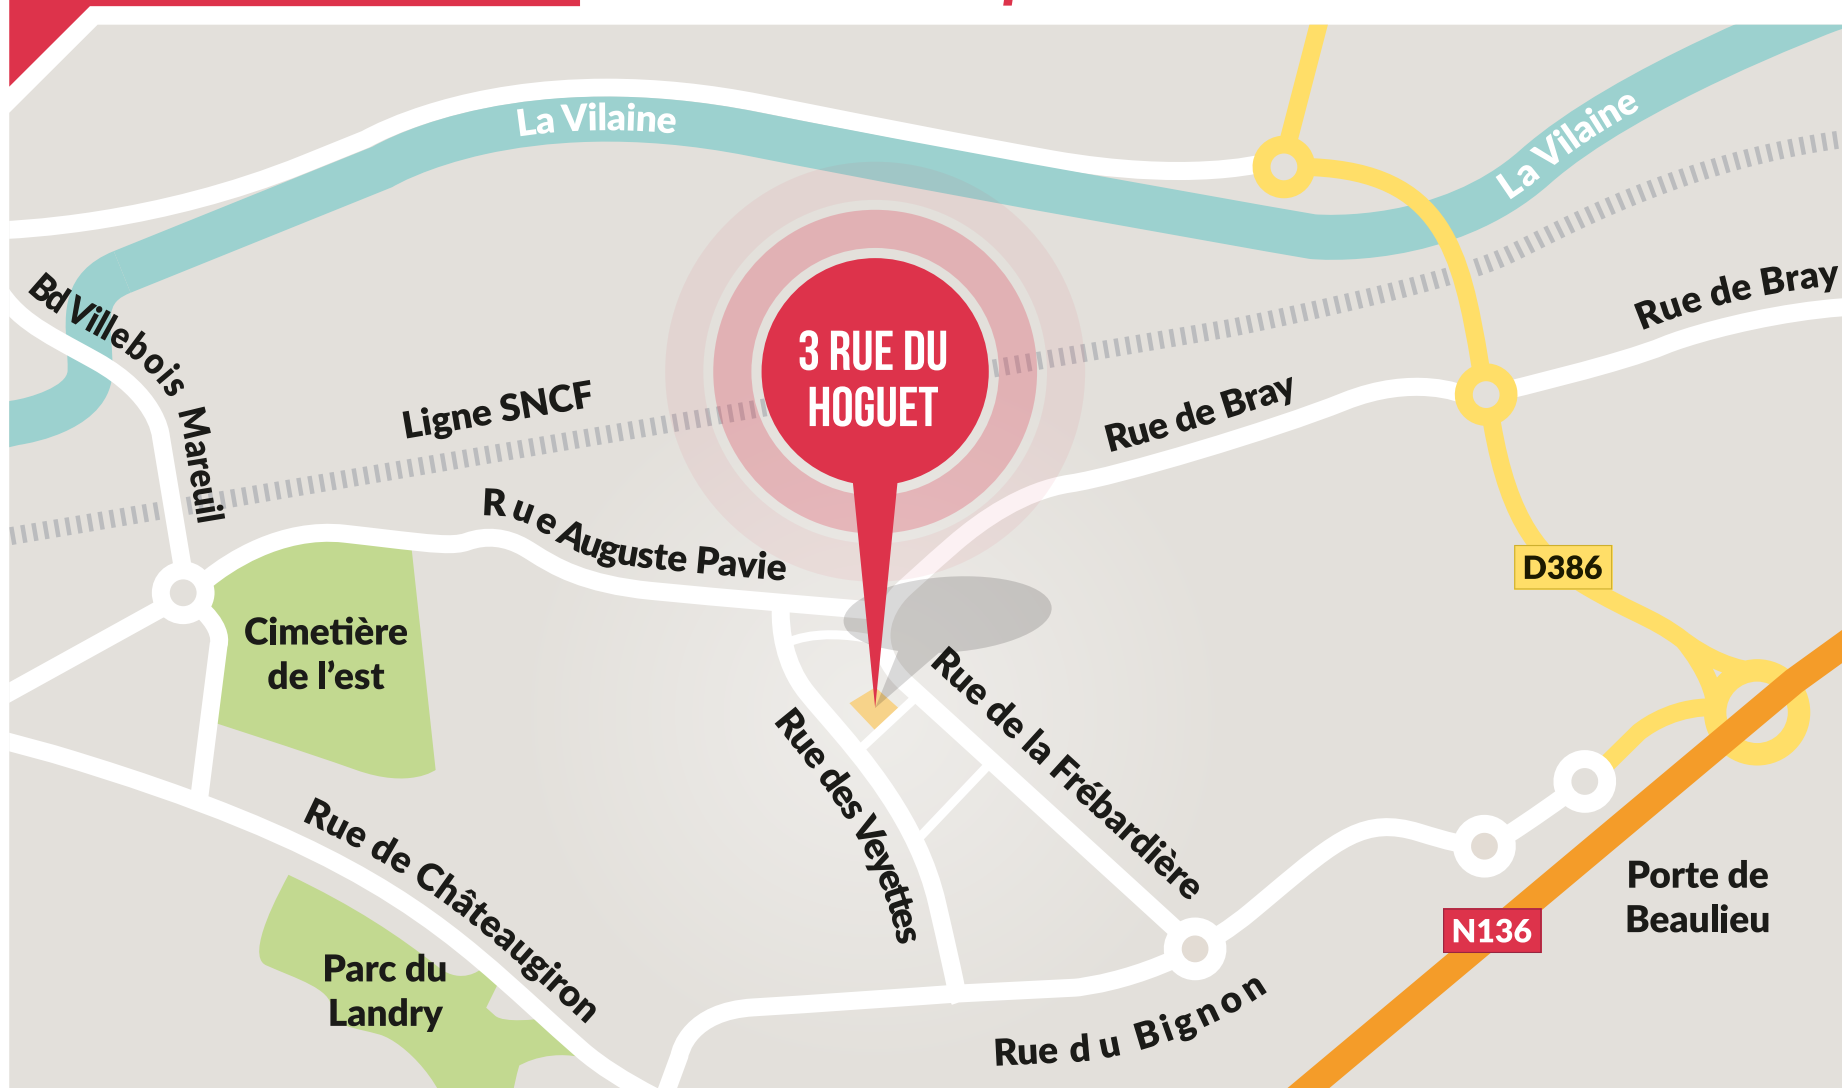 La Vilaine
La Vilaine
Bd Villebois Mareuil
Rue de Bray
3 RUE DU
HOGUET
Ligne SNCF
Rue de Bray
Rue Auguste Pavie
D386
Cimetière
de l'est
Rue de la Frébardière
Rue des Veyettes
Rue de Châteaugiron
Porte de
Beaulieu
N136
Parc du
Landry
Rue du Bignon